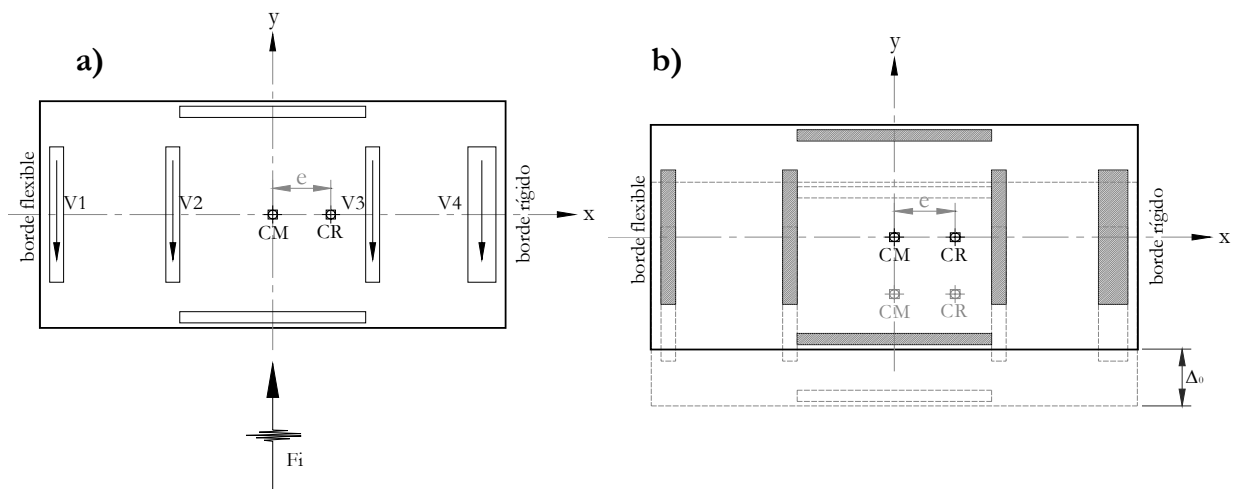 a)
y
borde flexible
V1
V2
e
CM
CR
V3
V4
borde rígido
x
Fi
b)
y
borde flexible
e
CM
CR
CM
CR
borde rígido
x
Δ₀